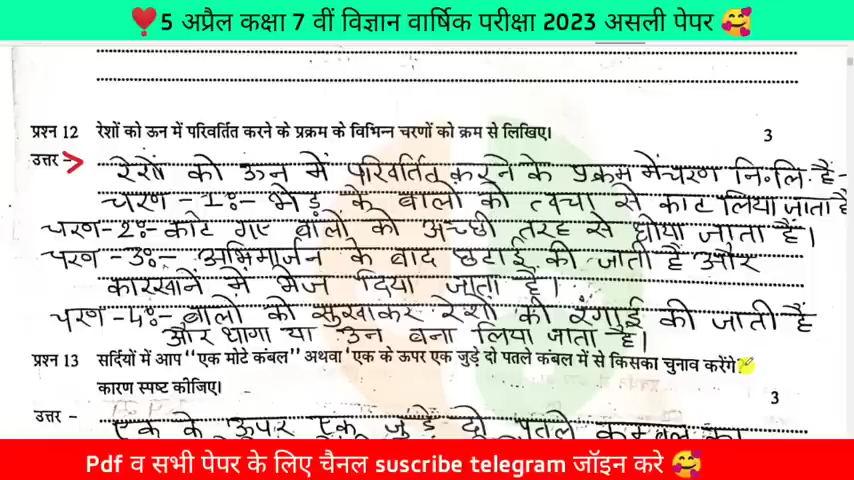 ❤️5 अप्रैल कक्षा 7 वीं विज्ञान वार्षिक परीक्षा 2023 असली पेपर 🥰
प्रश्न 12 रेशों को ऊन में परिवर्तित करने के प्रक्रम के विभिन्न चरणों को क्रम से लिखिए। 3
उत्तर - रेशों को ऊन में परिवर्तित करने के प्रक्रम में चरण नि.लि. है-
चरण -1:- भेड़ के बालों को त्वचा से काट लिया जाता है
चरण-2:- काटे गए बालों को अच्छी तरह से धोया जाता है।
चरण -3:- अभिमार्जन के बाद छटाई की जाती है और
कारखानें में भेज दिया जाता है।
चरण-4:- बालों को सुखाकर रेशों की रंगाई की जाती है
और धागा या उन बना लिया जाता है।
प्रश्न 13 सर्दियों में आप "एक मोटे कंबल" अथवा 'एक के ऊपर एक जुड़े दो पतले कंबल में से किसका चुनाव करेंगे?
कारण स्पष्ट कीजिए। 3
उत्तर - एक के ऊपर एक जुड़े दो पतले कम्बल का
Pdf व सभी पेपर के लिए चैनल suscribe telegram जॉइन करे 🥰